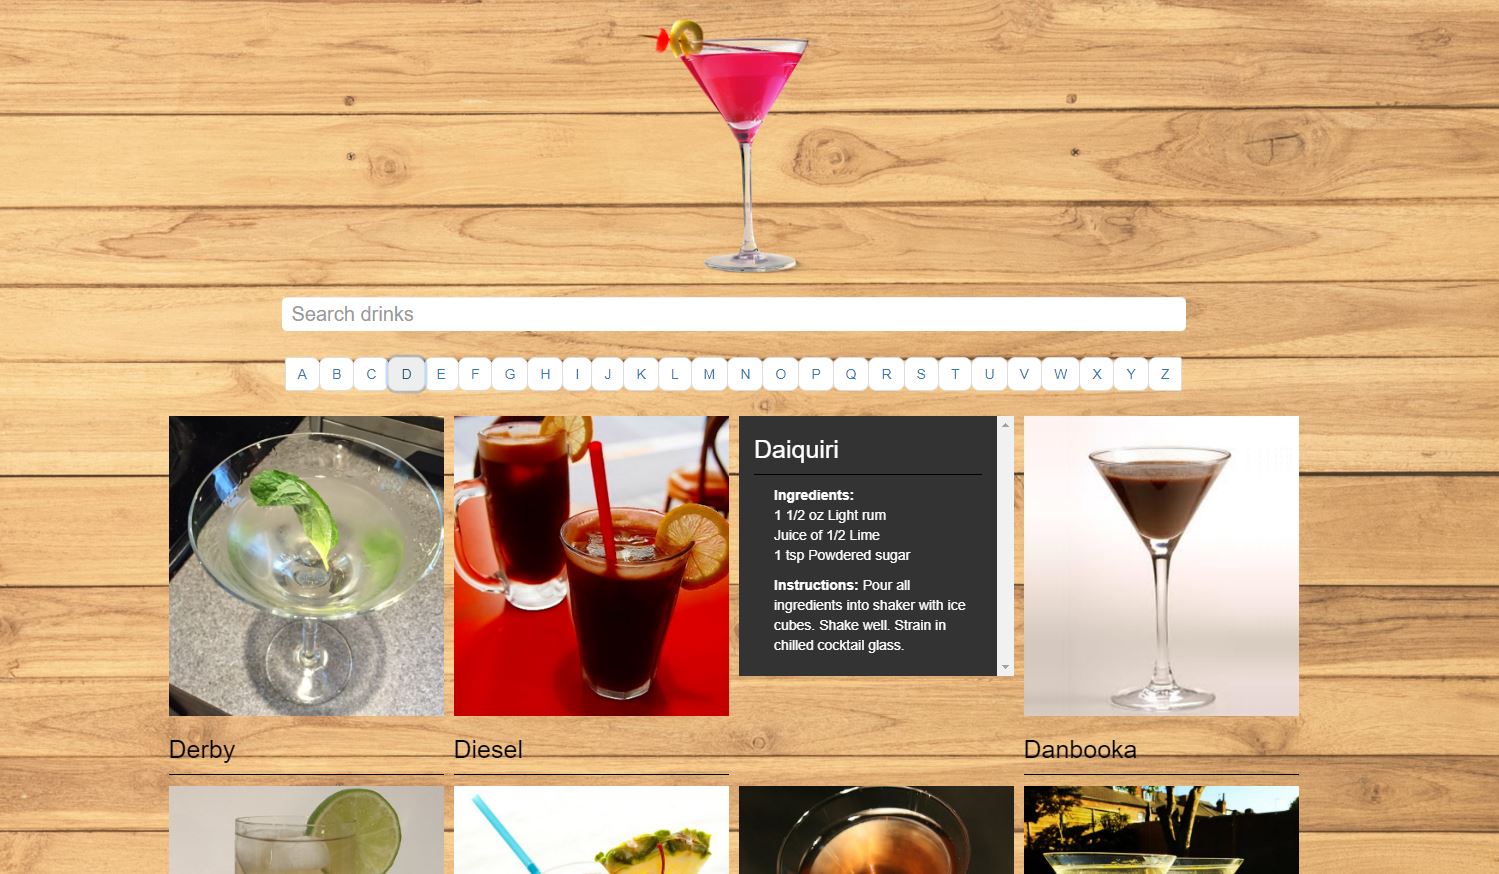 Search drinks
A B C D E F G H I J K L M N O P Q R S T U V W X Y Z
Daiquiri
Ingredients:
1 1/2 oz Light rum
Juice of 1/2 Lime
1 tsp Powdered sugar
Instructions: Pour all
ingredients into shaker with ice
cubes. Shake well. Strain in
chilled cocktail glass.
Derby
Diesel
Danbooka